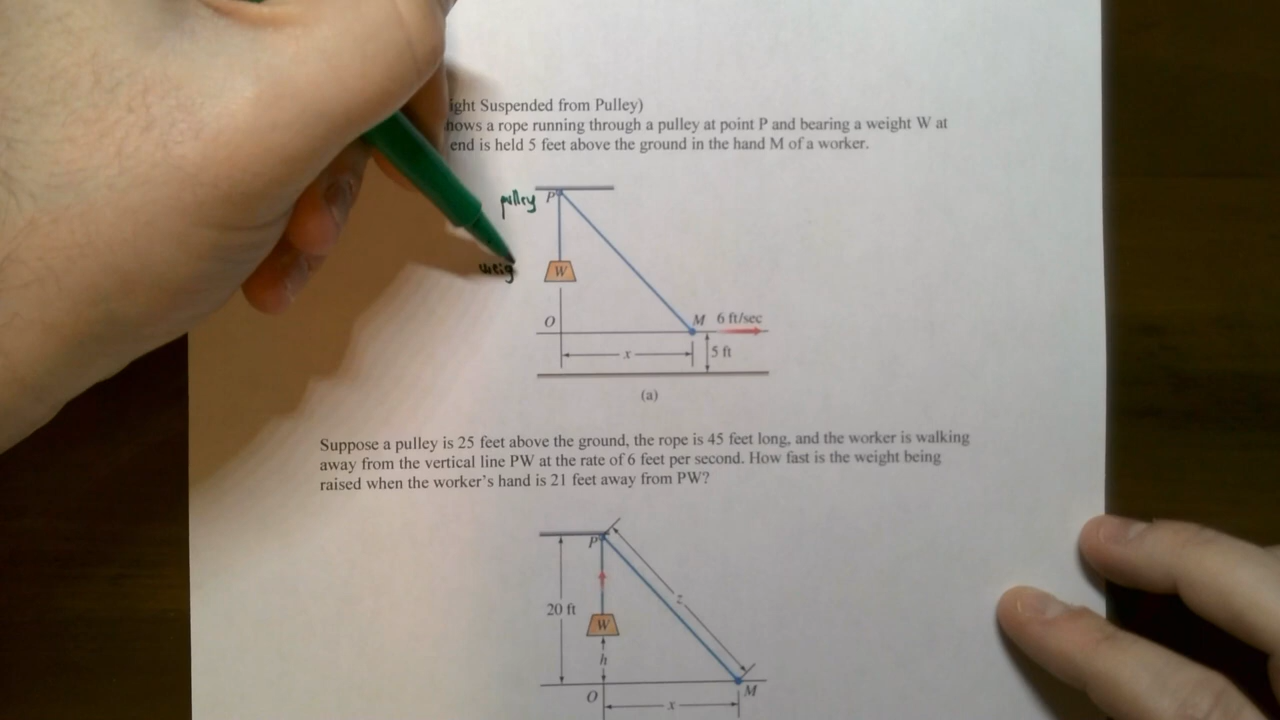 ight Suspended from Pulley)
hows a rope running through a pulley at point P and bearing a weight W at
end is held 5 feet above the ground in the hand M of a worker.
pulley P
weig W
O M 6 ft/sec
x 5 ft
(a)
Suppose a pulley is 25 feet above the ground, the rope is 45 feet long, and the worker is walking
away from the vertical line PW at the rate of 6 feet per second. How fast is the weight being
raised when the worker's hand is 21 feet away from PW?
P
20 ft z
W
h
O M
x